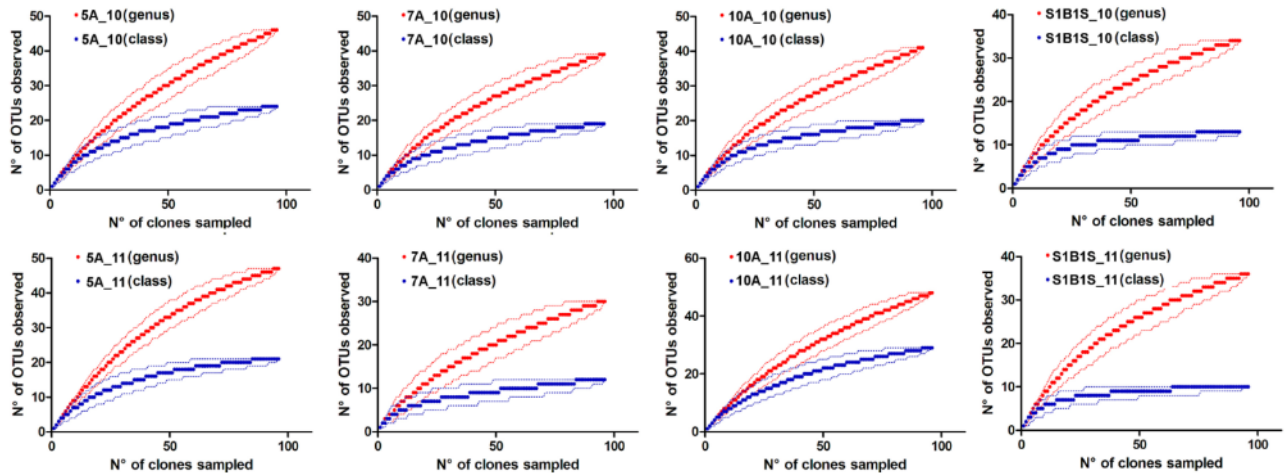 5A_10(genus)
5A_10(class)
N° of OTUs observed
50
40
30
20
10
0
0
50
100
N° of clones sampled
7A_10(genus)
7A_10(class)
N° of OTUs observed
50
40
30
20
10
0
0
50
100
N° of clones sampled
10A_10(genus)
10A_10(class)
N° of OTUs observed
50
40
30
20
10
0
0
50
100
N° of clones sampled
S1B1S_10(genus)
S1B1S_10(class)
N° of OTUs observed
40
30
20
10
0
0
50
100
N° of clones sampled
5A_11(genus)
5A_11(class)
N° of OTUs observed
50
40
30
20
10
0
0
50
100
N° of clones sampled
7A_11(genus)
7A_11(class)
N° of OTUs observed
40
30
20
10
0
0
50
100
N° of clones sampled
10A_11(genus)
10A_11(class)
N° of OTUs observed
60
40
20
0
0
50
100
N° of clones sampled
S1B1S_11(genus)
S1B1S_11(class)
N° of OTUs observed
40
30
20
10
0
0
50
100
N° of clones sampled